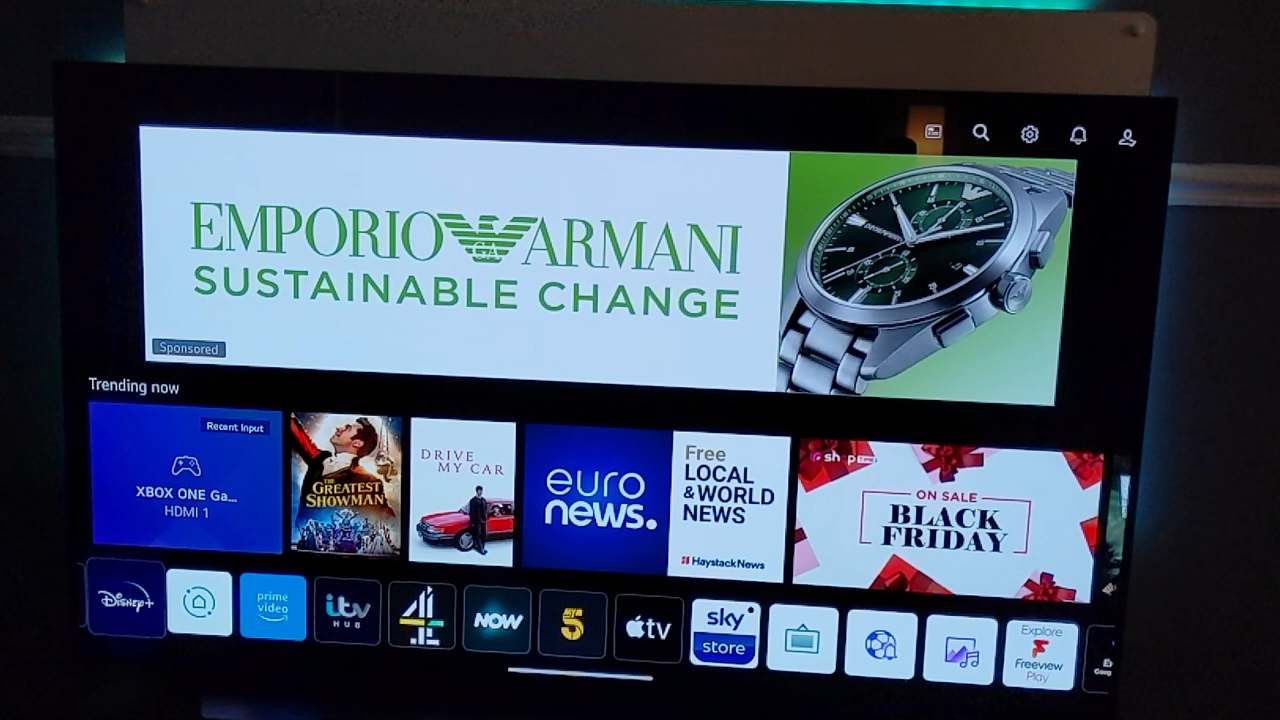 EMPORIO ARMANI
GA
SUSTAINABLE CHANGE
Sponsored
Trending now
Recent Input
XBOX ONE Ga...
HDMI 1
THE
GREATEST
SHOWMAN
DRIVE
MY CAR
euro
news.
Free
LOCAL
& WORLD
NEWS
HaystackNews
ON SALE
BLACK
FRIDAY
Disney+
prime
video
itv
HUB
4
NOW
MY
5
tv
sky
store
Explore
Freeview
Play